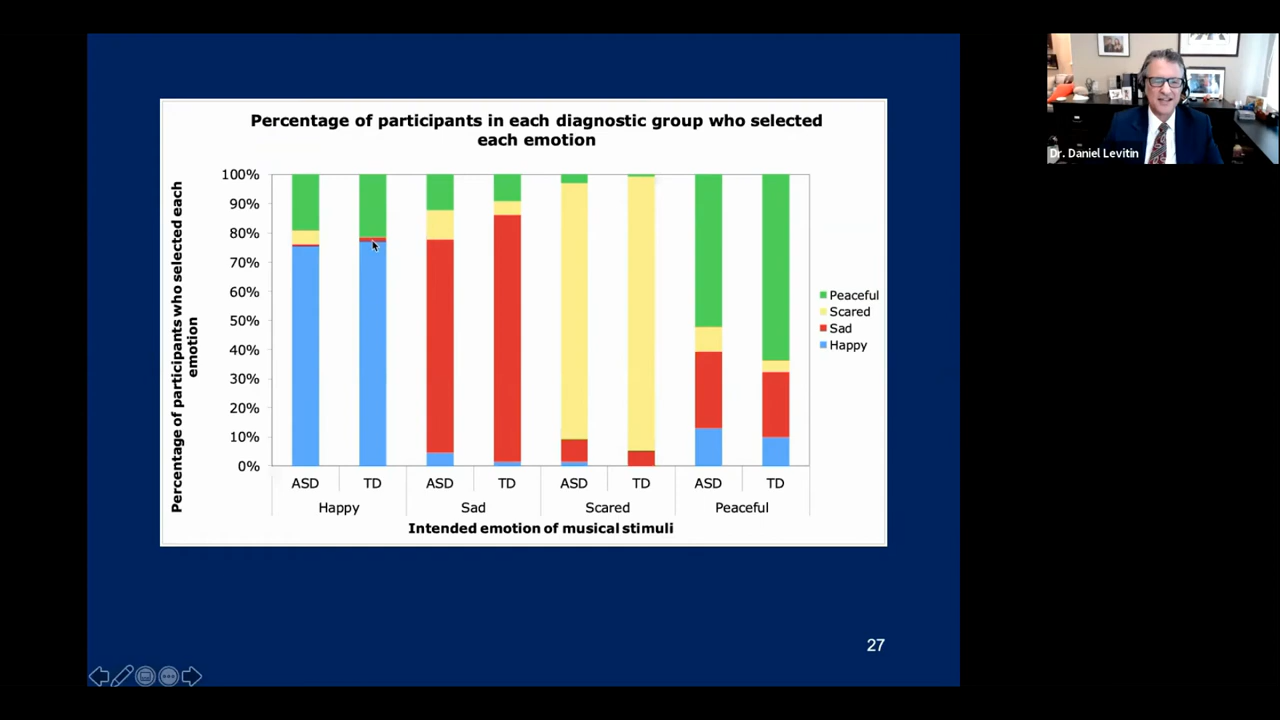 Percentage of participants in each diagnostic group who selected
each emotion
Percentage of participants who selected each
emotion
100%
90%
80%
70%
60%
50%
40%
30%
20%
10%
0%
ASD TD ASD TD ASD TD ASD TD
Happy Sad Scared Peaceful
Intended emotion of musical stimuli
Peaceful
Scared
Sad
Happy
27
Dr. Daniel Levitin